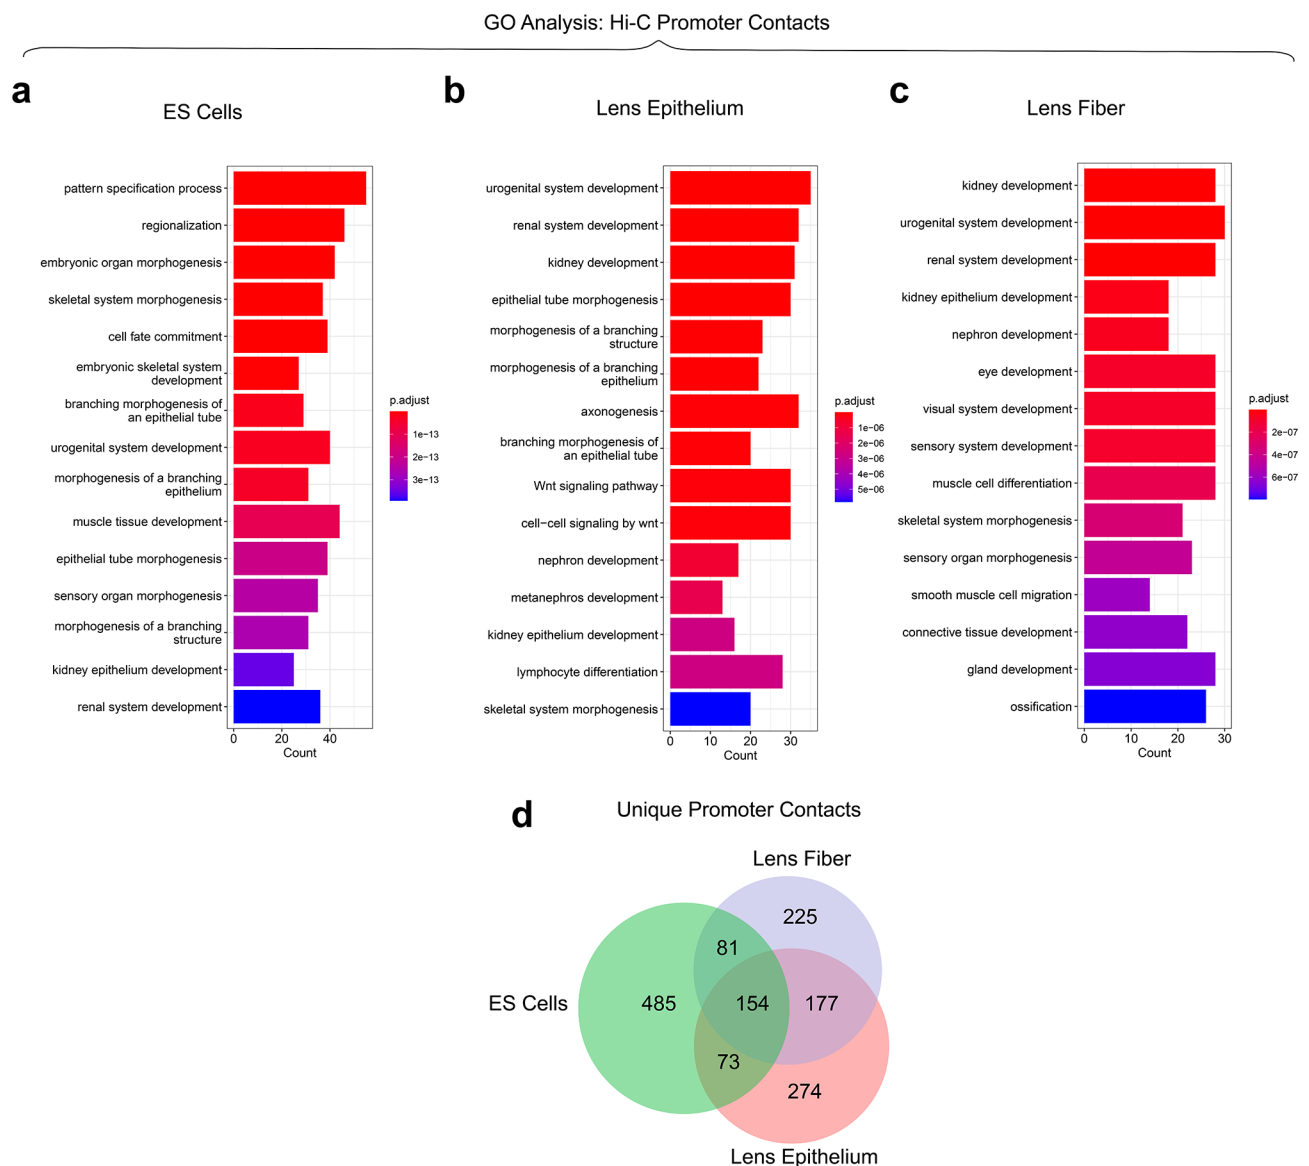 GO Analysis: Hi-C Promoter Contacts
a
ES Cells
pattern specification process
regionalization
embryonic organ morphogenesis
skeletal system morphogenesis
cell fate commitment
embryonic skeletal system
development
branching morphogenesis of
an epithelial tube
urogenital system development
morphogenesis of a branching
epithelium
muscle tissue development
epithelial tube morphogenesis
sensory organ morphogenesis
morphogenesis of a branching
structure
kidney epithelium development
renal system development
0 20 40
Count
p.adjust
1e−13
2e−13
3e−13
b
Lens Epithelium
urogenital system development
renal system development
kidney development
epithelial tube morphogenesis
morphogenesis of a branching
structure
morphogenesis of a branching
epithelium
axonogenesis
branching morphogenesis of
an epithelial tube
Wnt signaling pathway
cell−cell signaling by wnt
nephron development
metanephros development
kidney epithelium development
lymphocyte differentiation
skeletal system morphogenesis
0 10 20 30
Count
p.adjust
1e−06
2e−06
3e−06
4e−06
5e−06
c
Lens Fiber
kidney development
urogenital system development
renal system development
kidney epithelium development
nephron development
eye development
visual system development
sensory system development
muscle cell differentiation
skeletal system morphogenesis
sensory organ morphogenesis
smooth muscle cell migration
connective tissue development
gland development
ossification
0 10 20 30
Count
p.adjust
2e−07
4e−07
6e−07
d
Unique Promoter Contacts
Lens Fiber
225
81
ES Cells
485
154
177
73
274
Lens Epithelium